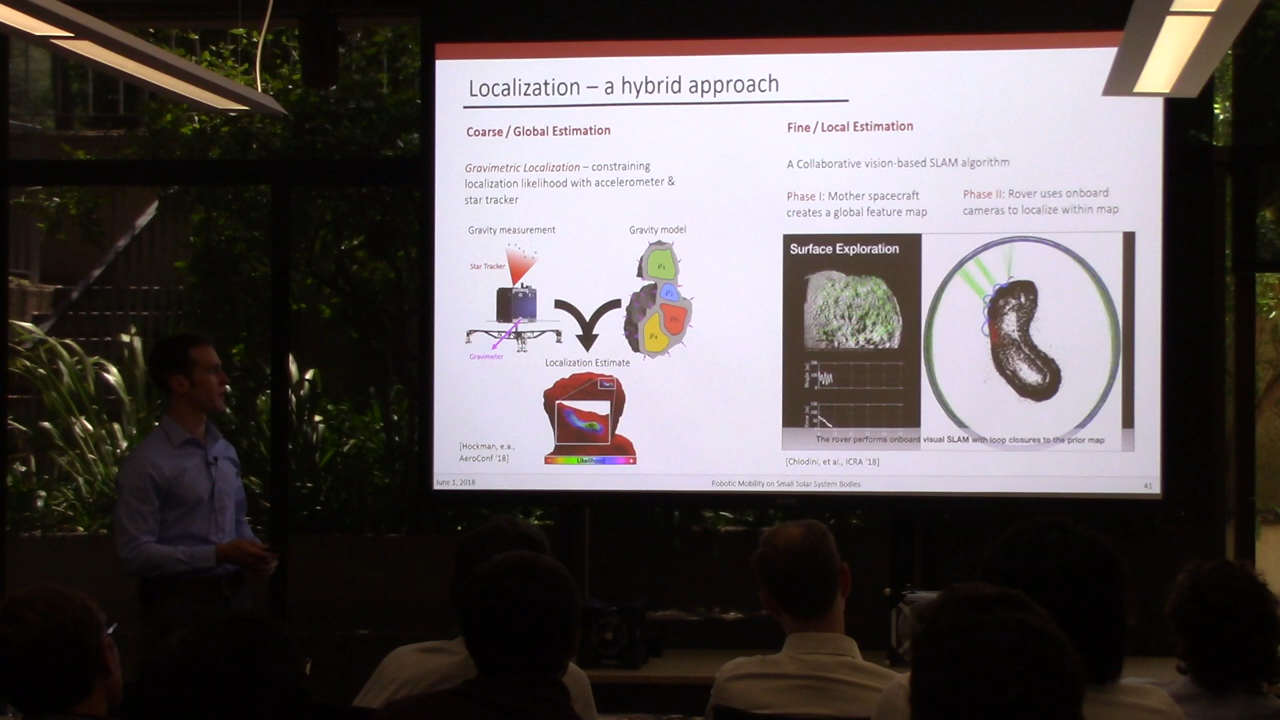 Localization – a hybrid approach
Coarse / Global Estimation
Gravimetric Localization – constraining
localization likelihood with accelerometer &
star tracker
Gravity measurement
Gravity model
Star Tracker
Gravimeter
Localization Estimate
Likelihood
[Hockman, e.a.,
AeroConf '18]
Fine / Local Estimation
A Collaborative vision-based SLAM algorithm
Phase I: Mother spacecraft
creates a global feature map
Phase II: Rover uses onboard
cameras to localize within map
Surface Exploration
The rover performs onboard visual SLAM with loop closures to the prior map
[Chiodini, et al., ICRA '18]
June 1, 2018
Robotic Mobility on Small Solar System Bodies
41